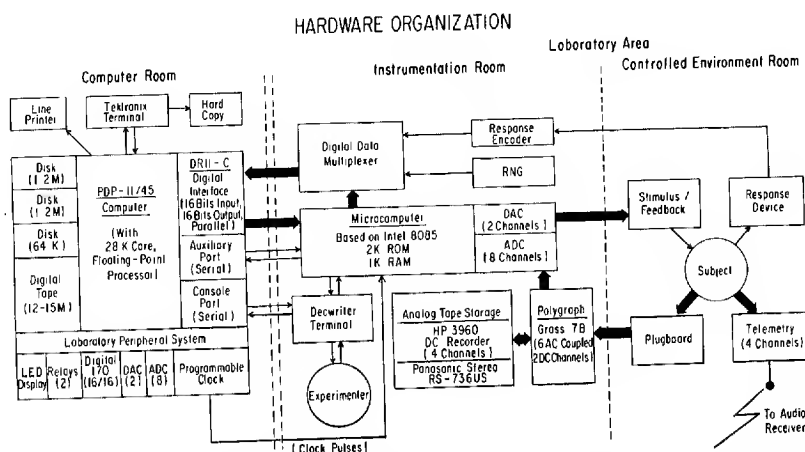 HARDWARE ORGANIZATION
Laboratory Area
Computer Room
Instrumentation Room
Controlled Environment Room
Line
Printer
Tektronix
Terminal
Hard
Copy
Disk
(1.2M)
Disk
(1.2M)
Disk
(64 K)
Digital
Tape
(12-15M)
PDP-11/45
Computer
(With
28 K Core,
Floating-Point
Processor)
DR11-C
Digital
Interface
(16 Bits Input,
16 Bits Output,
Parallel)
Auxiliary
Port
(Serial)
Console
Port
(Serial)
Laboratory Peripheral System
LED
Display
Relays
(2)
Digital
I/O
(16/16)
DAC
(2)
ADC
(8)
Programmable
Clock
(Clock Pulses)
Digital Data
Multiplexer
Response
Encoder
RNG
Microcomputer
Based on Intel 8085
2K ROM
1K RAM
DAC
(2 Channels)
ADC
(8 Channels)
Decwriter
Terminal
Experimenter
Analog Tape Storage
HP 3960
DC Recorder
(4 Channels)
Panasonic Stereo
RS-736US
Polygraph
Grass 7B
(6AC Coupled
2DC Channels)
Stimulus /
Feedback
Response
Device
Subject
Plugboard
Telemetry
(4 Channels)
To Audio
Receiver